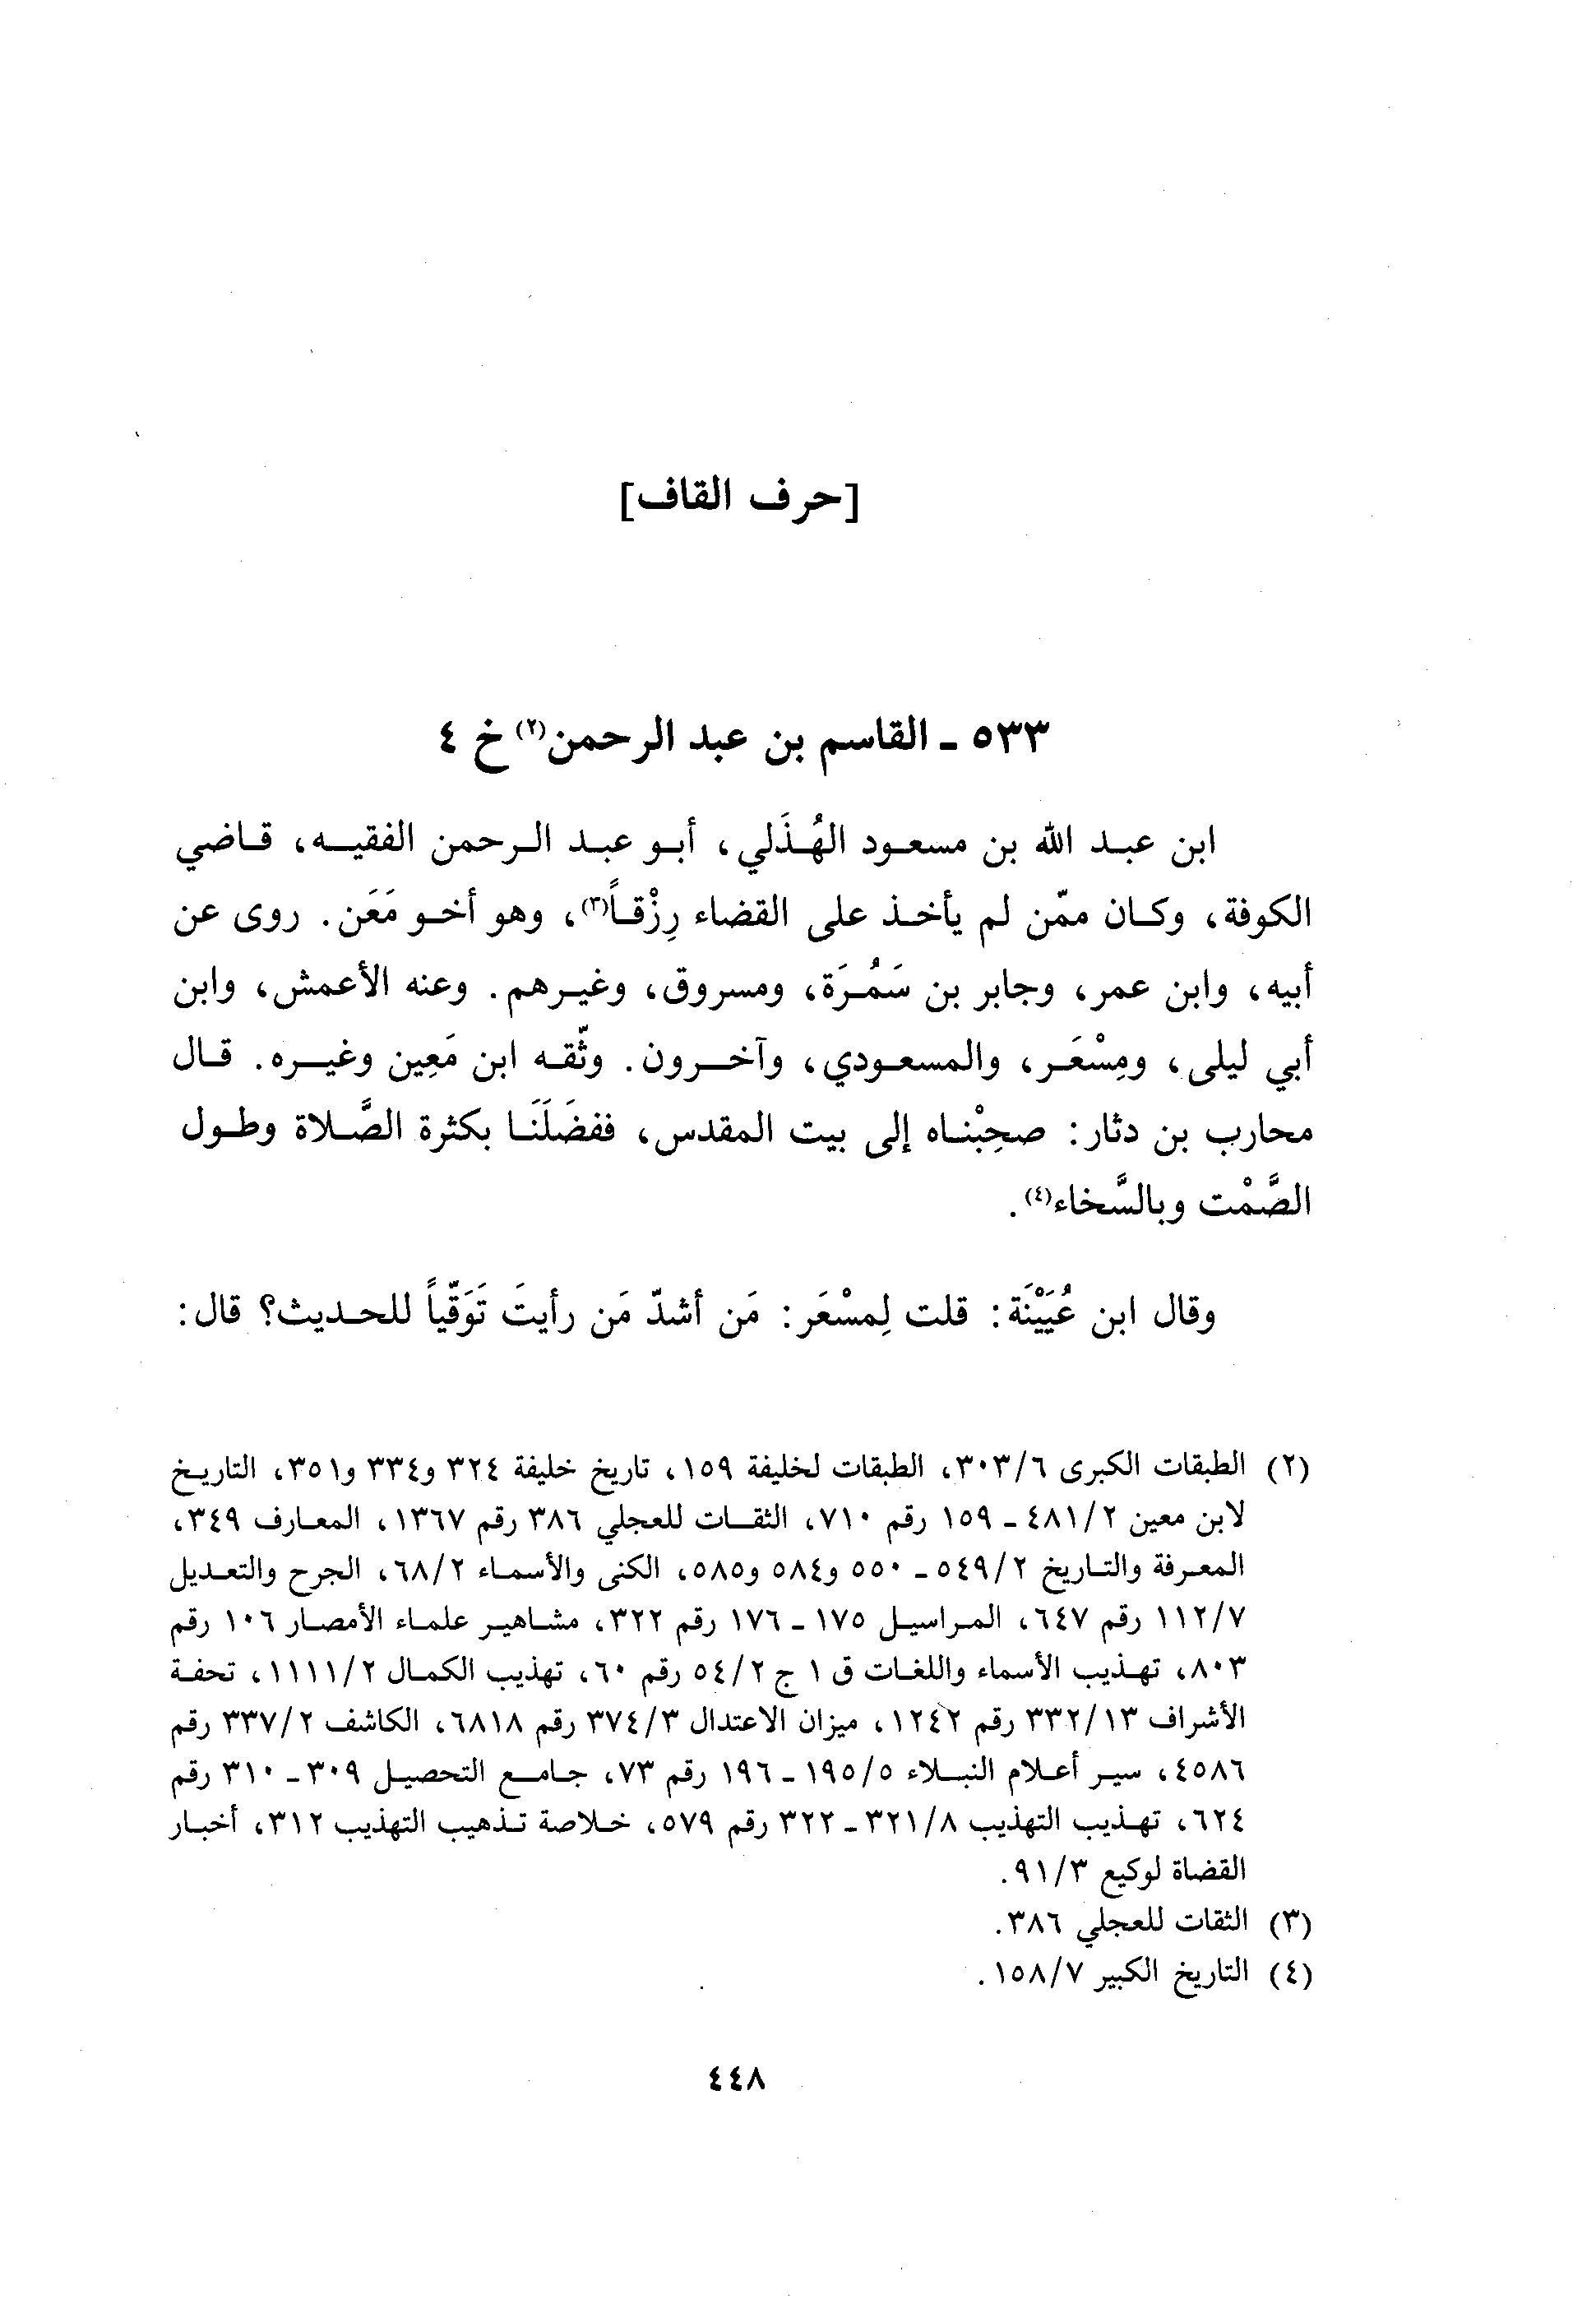 [حرف القاف]
٥٣٣ - القاسم بن عبد الرحمن(٢) خ ٤
ابن عبد الله بن مسعود الهُذَلي، أبو عبد الرحمن الفقيه، قاضي
الكوفة، وكان ممّن لم يأخذ على القضاء رِزْقاً(٣)، وهو أخو مَعَن. روى عن
أبيه، وابن عمر، وجابر بن سَمُرَة، ومسروق، وغيرهم. وعنه الأعمش، وابن
أبي ليلى، ومِسْعَر، والمسعودي، وآخرون. وثّقه ابن مَعِين وغيره. قال
محارب بن دثار: صحِبْناه إلى بيت المقدس، ففضَلَنَا بكثرة الصَّلاة وطول
الصَّمْت وبالسَّخاء(٤).
وقال ابن عُيَيْنَة: قلت لِمسْعَر: مَن أشدّ مَن رأيتَ تَوَقّياً للحديث؟ قال:
(٢) الطبقات الكبرى ٣٠٣/٦، الطبقات لخليفة ١٥٩، تاريخ خليفة ٣٢٤ و٣٣٤ و٣٥١، التاريخ
لابن معين ٤٨١/٢ - ١٥٩ رقم ٧١٠، الثقات للعجلي ٣٨٦ رقم ١٣٦٧، المعارف ٣٤٩،
المعرفة والتاريخ ٥٤٩/٢ - ٥٥٠ و٥٨٤ و٥٨٥، الكنى والأسماء ٦٨/٢، الجرح والتعديل
١١٢/٧ رقم ٦٤٧، المراسيل ١٧٥ - ١٧٦ رقم ٣٢٢، مشاهير علماء الأمصار ١٠٦ رقم
٨٠٣، تهذيب الأسماء واللغات ق ١ ج ٥٤/٢ رقم ٦٠، تهذيب الكمال ١١١١/٢، تحفة
الأشراف ٣٣٢/١٣ رقم ١٢٤٢، ميزان الاعتدال ٣٧٤/٣ رقم ٦٨١٨، الكاشف ٣٣٧/٢ رقم
٤٥٨٦، سير أعلام النبلاء ١٩٥/٥ - ١٩٦ رقم ٧٣، جامع التحصيل ٣٠٩ - ٣١٠ رقم
٦٢٤، تهذيب التهذيب ٣٢١/٨ - ٣٢٢ رقم ٥٧٩، خلاصة تذهيب التهذيب ٣١٢، أخبار
القضاة لوكيع ٩١/٣.
(٣) الثقات للعجلي ٣٨٦.
(٤) التاريخ الكبير ١٥٨/٧.
٤٤٨